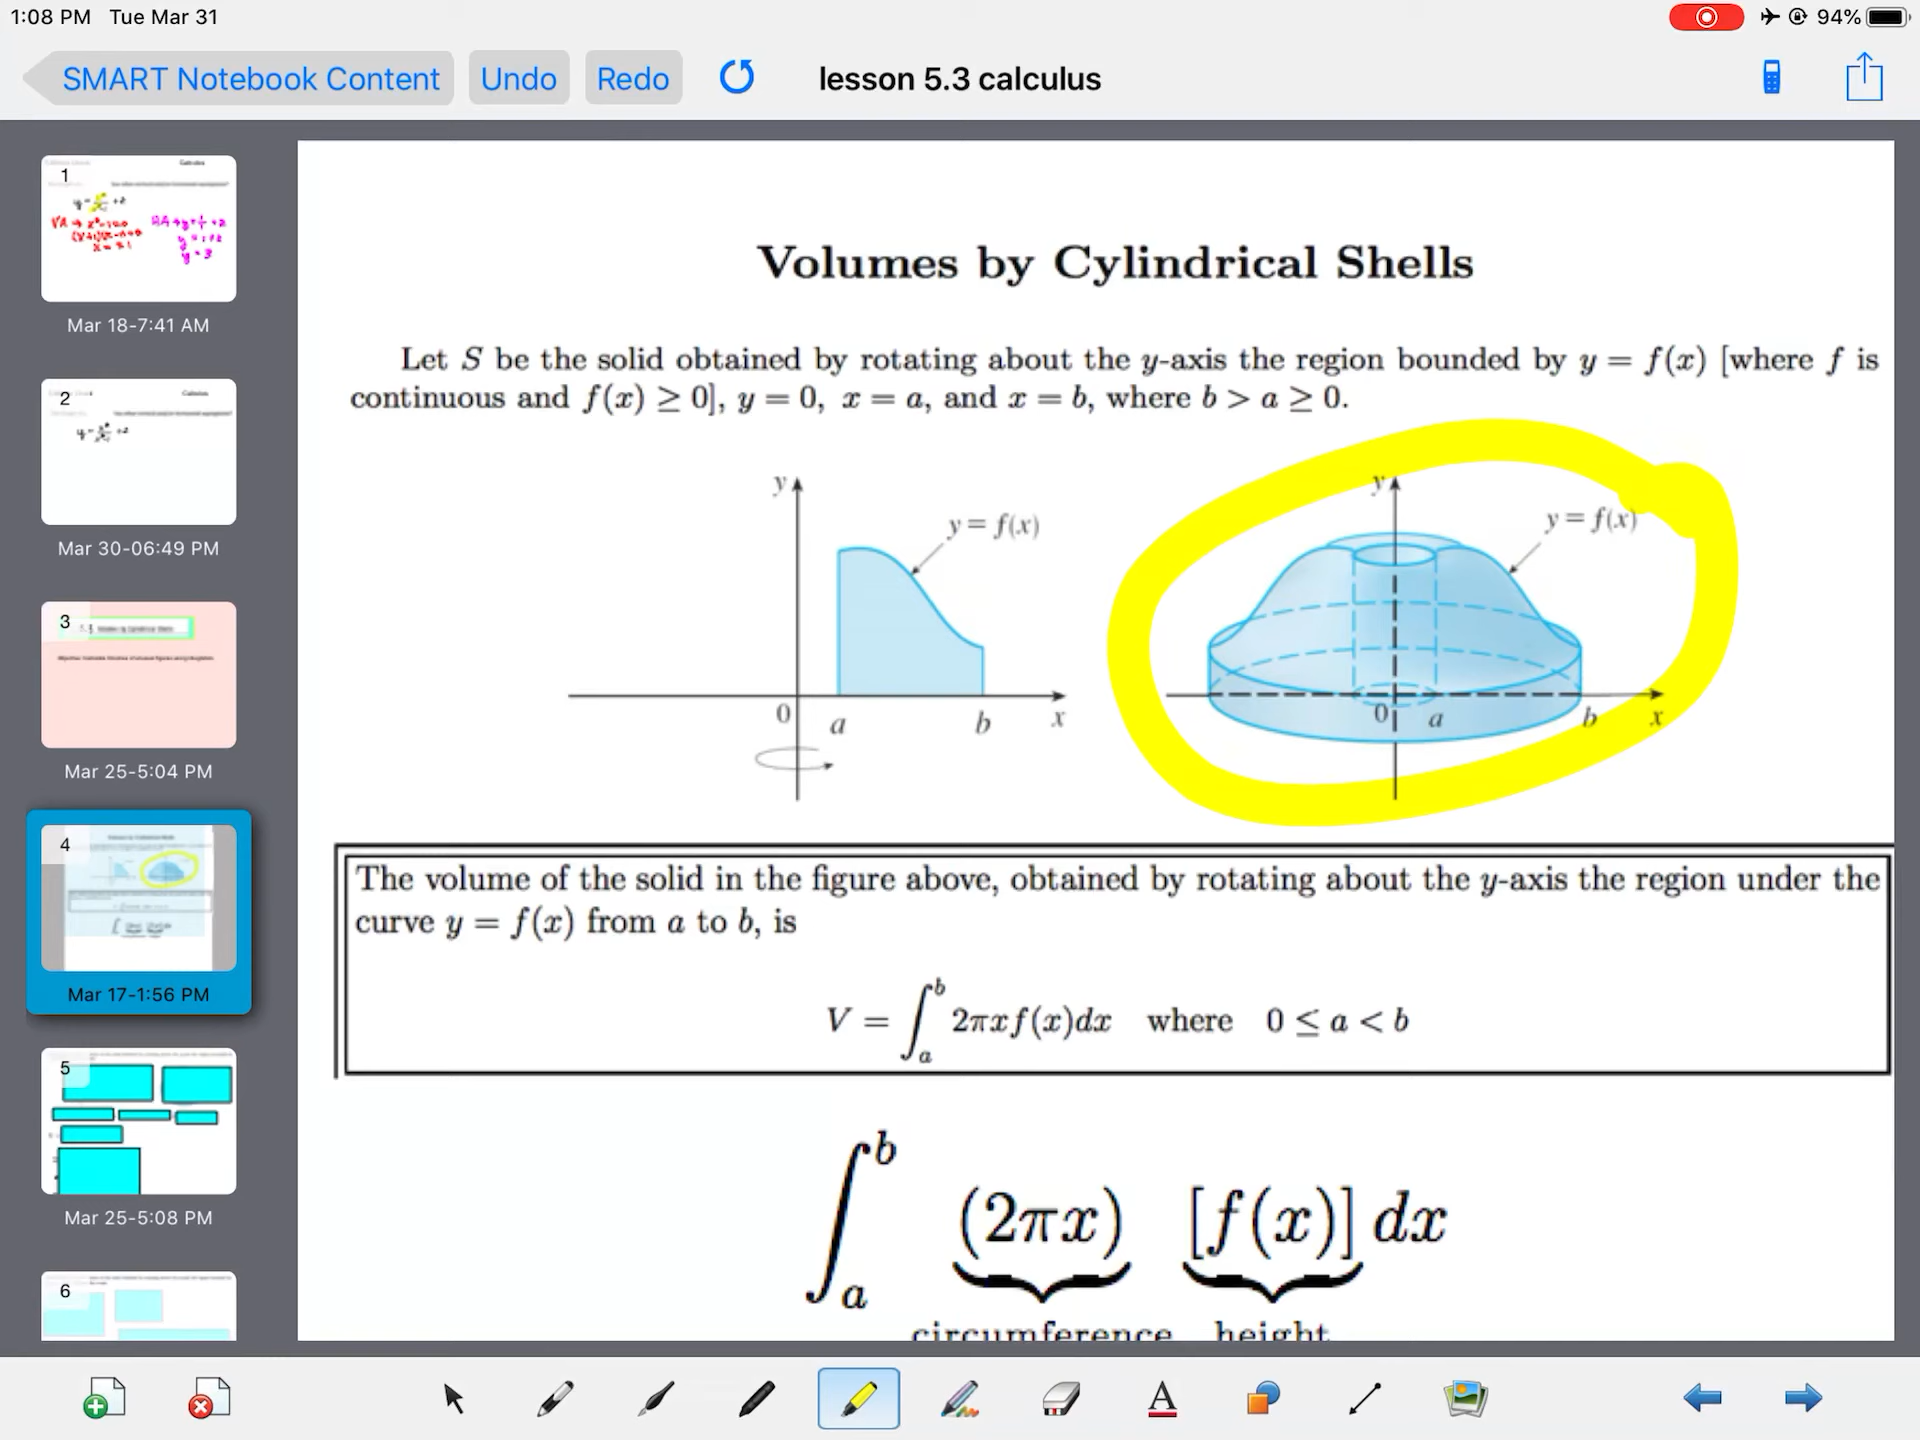 1:08 PM Tue Mar 31
94%
SMART Notebook Content
Undo
Redo
lesson 5.3 calculus
1
Mar 18-7:41 AM
2
Mar 30-06:49 PM
3
Mar 25-5:04 PM
4
Mar 17-1:56 PM
5
Mar 25-5:08 PM
6
Volumes by Cylindrical Shells
Let S be the solid obtained by rotating about the y-axis the region bounded by y = f(x) [where f is
continuous and f(x) ≥ 0], y = 0, x = a, and x = b, where b > a ≥ 0.
y
y = f(x)
0 a b x
y
y = f(x)
0 a b x
The volume of the solid in the figure above, obtained by rotating about the y-axis the region under the
curve y = f(x) from a to b, is
V = ∫_a^b 2πxf(x)dx where 0 ≤ a < b
∫_a^b (2πx) [f(x)] dx
circumference height
A